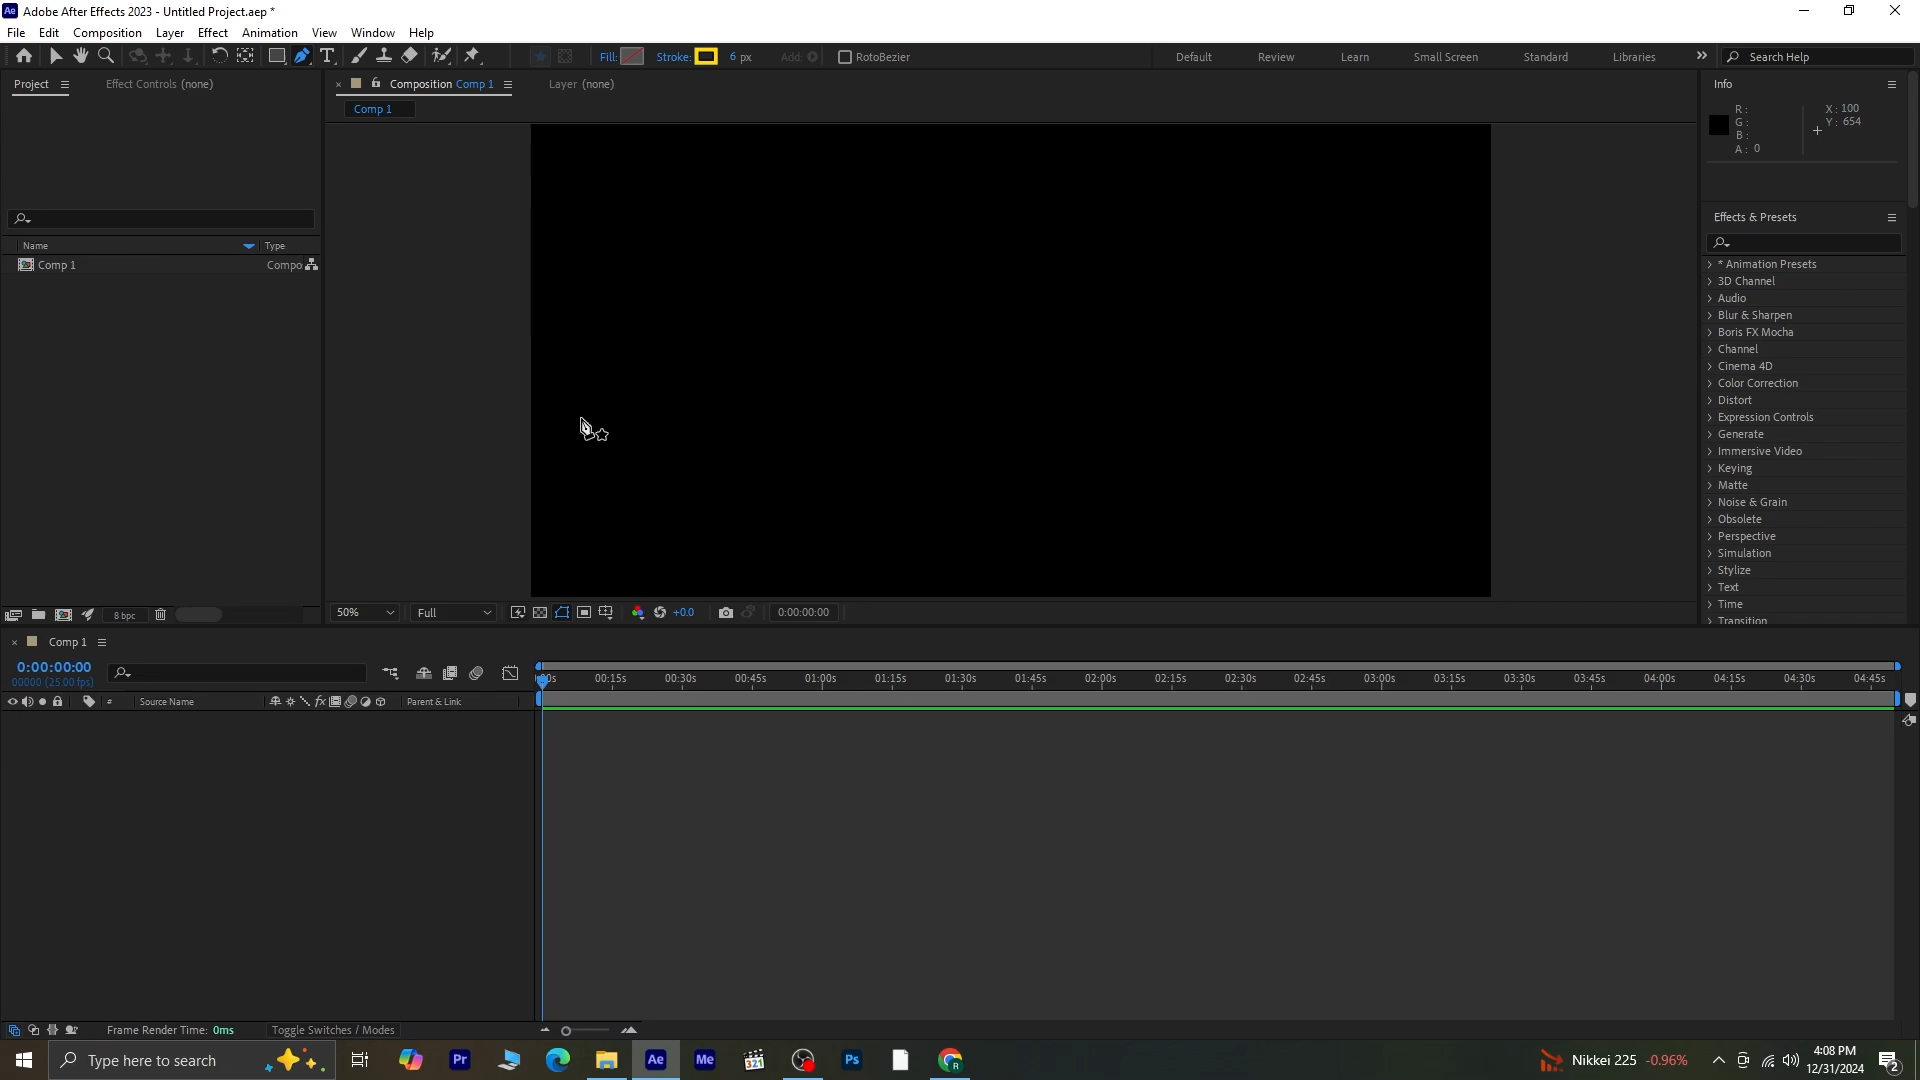 Ae Adobe After Effects 2023 - Untitled Project.aep *
File Edit Composition Layer Effect Animation View Window Help
Fill: Stroke: 6 px Add: RotoBezier Default Review Learn Small Screen Standard Libraries Search Help
Project Effect Controls (none) Composition Comp 1 Layer (none) Info
Comp 1
R :
G :
B :
A : 0
X : 100
Y : 654
Effects & Presets
Name Type
Comp 1 Compo
* Animation Presets
3D Channel
Audio
Blur & Sharpen
Boris FX Mocha
Channel
Cinema 4D
Color Correction
Distort
Expression Controls
Generate
Immersive Video
Keying
Matte
Noise & Grain
Obsolete
Perspective
Simulation
Stylize
Text
Time
Transition
8 bpc 50% Full +0.0 0:00:00:00
Comp 1
0:00:00:00
00000 (25.00 fps)
00:15s 00:30s 00:45s 01:00s 01:15s 01:30s 01:45s 02:00s 02:15s 02:30s 02:45s 03:00s 03:15s 03:30s 03:45s 04:00s 04:15s 04:30s 04:45s
# Source Name fx Parent & Link
Frame Render Time: 0ms Toggle Switches / Modes
Type here to search Pr Ae Me 321 Ps R Nikkei 225 -0.96% 4:08 PM
12/31/2024
2